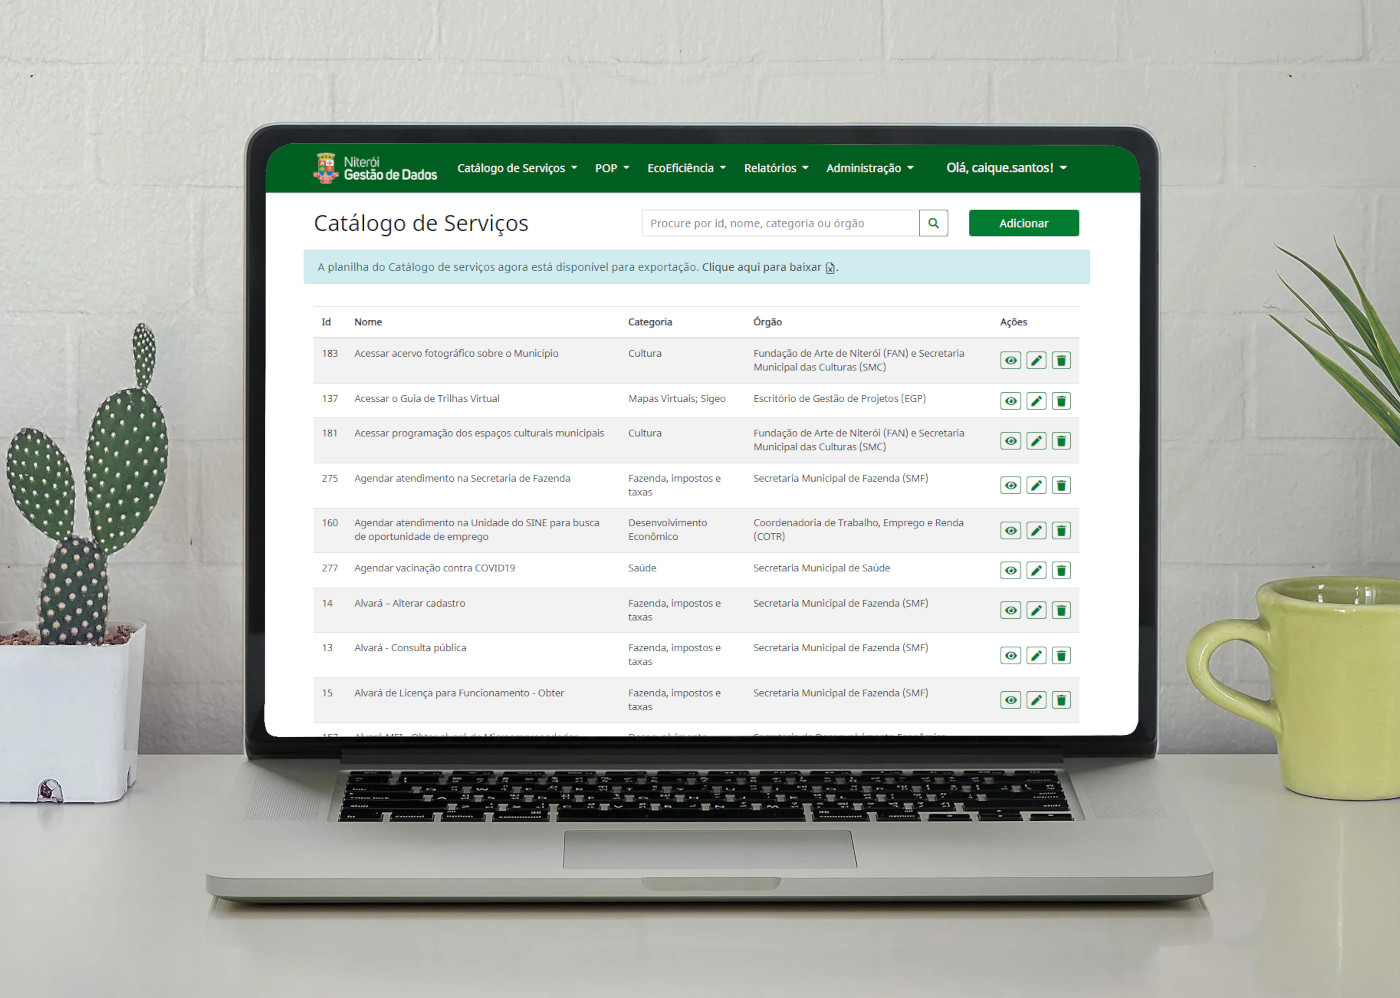 Niterói
Gestão de Dados
Catálogo de Serviços
POP
EcoEficiência
Relatórios
Administração
Olá, caique.santos!
Catálogo de Serviços
Procure por id, nome, categoria ou órgão
Adicionar
A planilha do Catálogo de serviços agora está disponível para exportação. Clique aqui para baixar .
Id Nome Categoria Órgão Ações
183 Acessar acervo fotográfico sobre o Município Cultura Fundação de Arte de Niterói (FAN) e Secretaria
Municipal das Culturas (SMC)
137 Acessar o Guia de Trilhas Virtual Mapas Virtuais; Sigeo Escritório de Gestão de Projetos (EGP)
181 Acessar programação dos espaços culturais municipais Cultura Fundação de Arte de Niterói (FAN) e Secretaria
Municipal das Culturas (SMC)
275 Agendar atendimento na Secretaria de Fazenda Fazenda, impostos e Secretaria Municipal de Fazenda (SMF)
taxas
160 Agendar atendimento na Unidade do SINE para busca Desenvolvimento Coordenadoria de Trabalho, Emprego e Renda
de oportunidade de emprego Econômico (COTR)
277 Agendar vacinação contra COVID19 Saúde Secretaria Municipal de Saúde
14 Alvará – Alterar cadastro Fazenda, impostos e Secretaria Municipal de Fazenda (SMF)
taxas
13 Alvará - Consulta pública Fazenda, impostos e Secretaria Municipal de Fazenda (SMF)
taxas
15 Alvará de Licença para Funcionamento - Obter Fazenda, impostos e Secretaria Municipal de Fazenda (SMF)
taxas